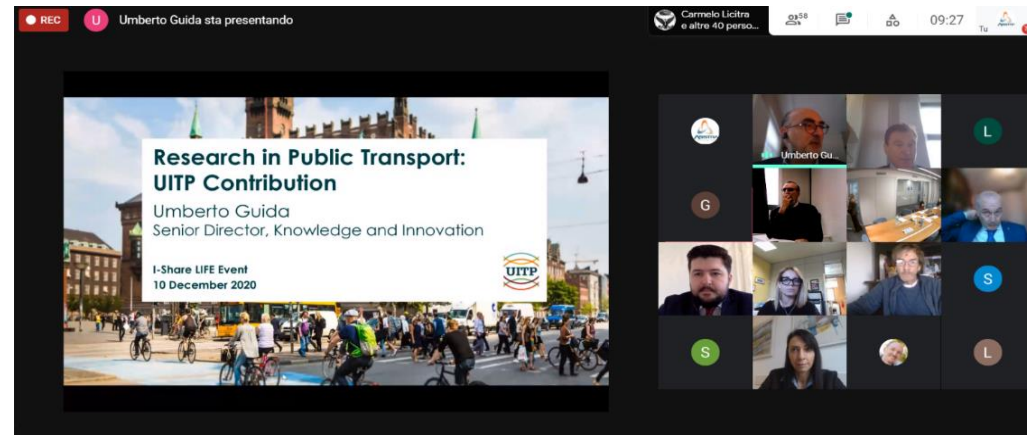 REC
U
Umberto Guida sta presentando
Carmelo Licitra
e altre 40 perso...
58
09:27
Tu
Research in Public Transport:
UITP Contribution
Umberto Guida
Senior Director, Knowledge and Innovation
I-Share LIFE Event
10 December 2020
UITP
Umberto Gu...
L
G
S
S
L